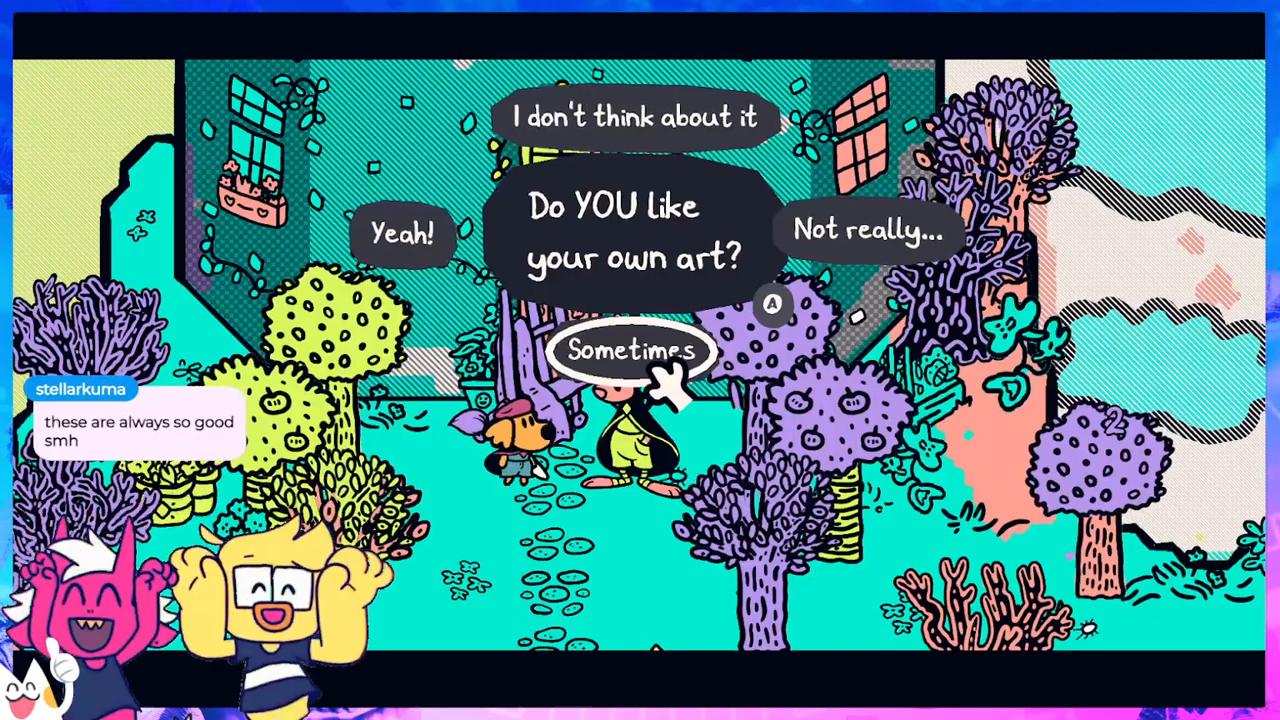 I don't think about it
Do YOU like
your own art?
Yeah!
Not really...
A
Sometimes
stellarkuma
these are always so good
smh
2